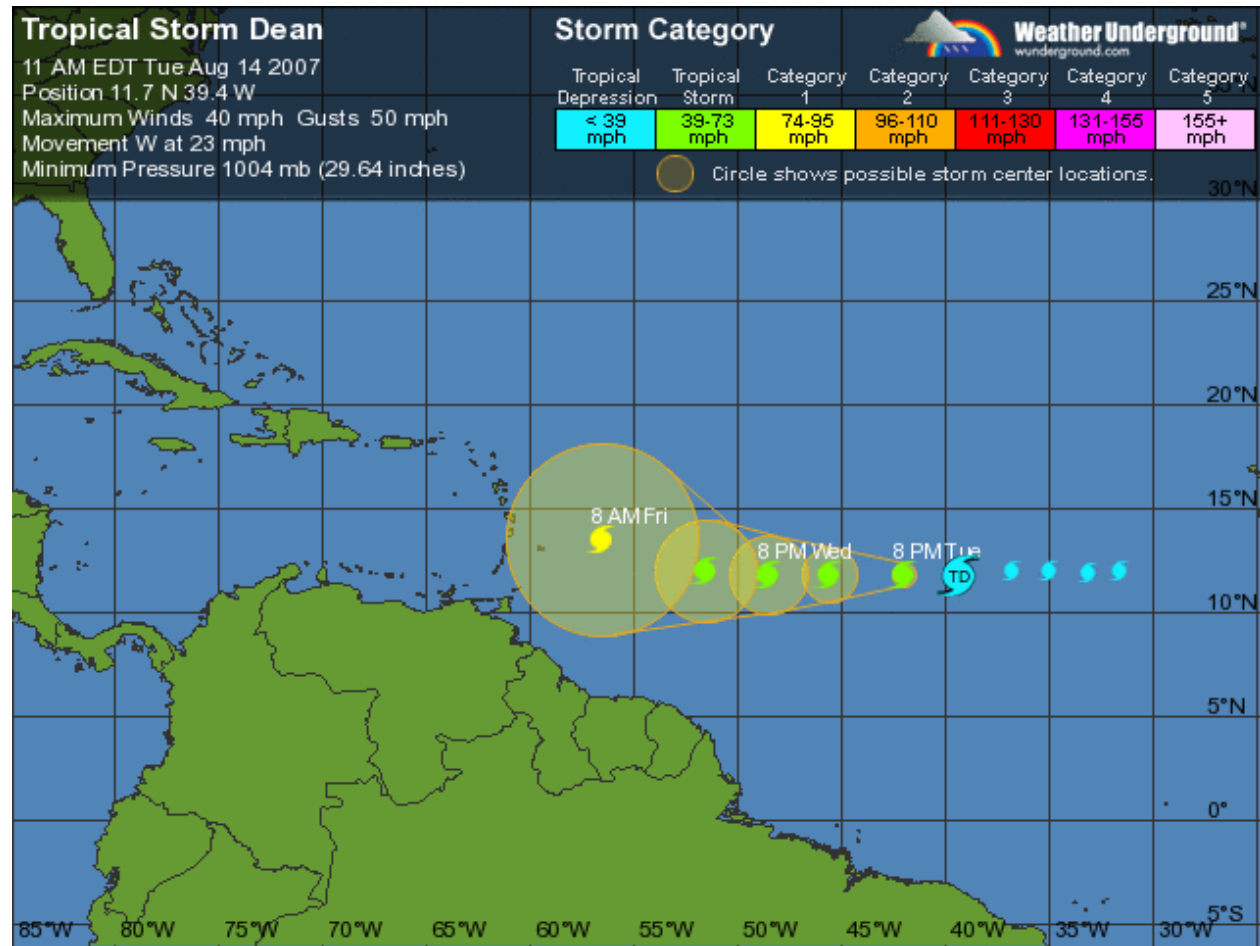 Tropical Storm Dean
11 AM EDT Tue Aug 14 2007
Position 11.7 N 39.4 W
Maximum Winds 40 mph Gusts 50 mph
Movement W at 23 mph
Minimum Pressure 1004 mb (29.64 inches)
Storm Category
Weather Underground®
wunderground.com
Tropical Depression
Tropical Storm
Category 1
Category 2
Category 3
Category 4
Category 5
< 39 mph
39-73 mph
74-95 mph
96-110 mph
111-130 mph
131-155 mph
155+ mph
Circle shows possible storm center locations.
30°N
25°N
20°N
15°N
8 AM Fri
8 PM Wed
8 PM Tue
TD
10°N
5°N
0°
5°S
85°W 80°W 75°W 70°W 65°W 60°W 55°W 50°W 45°W 40°W 35°W 30°W